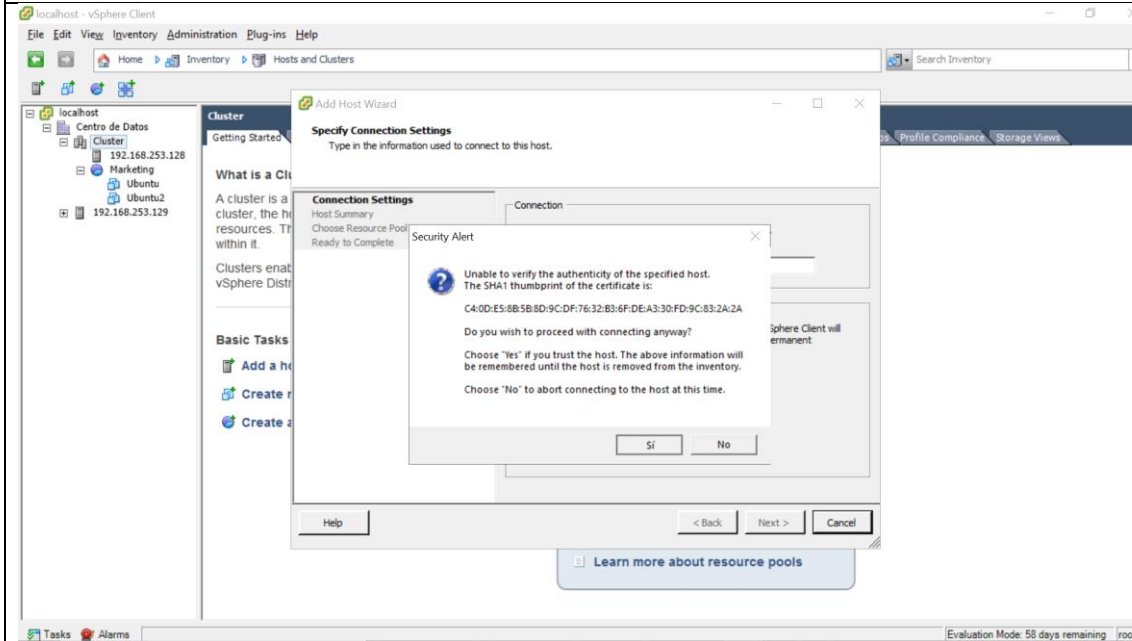 localhost - vSphere Client
File Edit View Inventory Administration Plug-ins Help
Home Inventory Hosts and Clusters
Search Inventory
localhost
Centro de Datos
Cluster
192.168.253.128
Marketing
Ubuntu
Ubuntu2
192.168.253.129
Cluster
Getting Started
Profile Compliance Storage Views
What is a Clu
A cluster is a
cluster, the ho
resources. Th
within it.
Clusters enab
vSphere Distr
Basic Tasks
Add a ho
Create
Create a
Learn more about resource pools
Add Host Wizard
Specify Connection Settings
Type in the information used to connect to this host.
Connection Settings
Host Summary
Choose Resource Pool
Ready to Complete
Connection
Sphere Client will
ermanent
Security Alert
Unable to verify the authenticity of the specified host.
The SHA1 thumbprint of the certificate is:
C4:0D:E5:8B:5B:8D:9C:DF:76:32:B3:6F:DE:A3:30:FD:9C:83:2A:2A
Do you wish to proceed with connecting anyway?
Choose "Yes" if you trust the host. The above information will
be remembered until the host is removed from the inventory.
Choose "No" to abort connecting to the host at this time.
Sí No
Help < Back Next > Cancel
Tasks Alarms Evaluation Mode: 58 days remaining roo